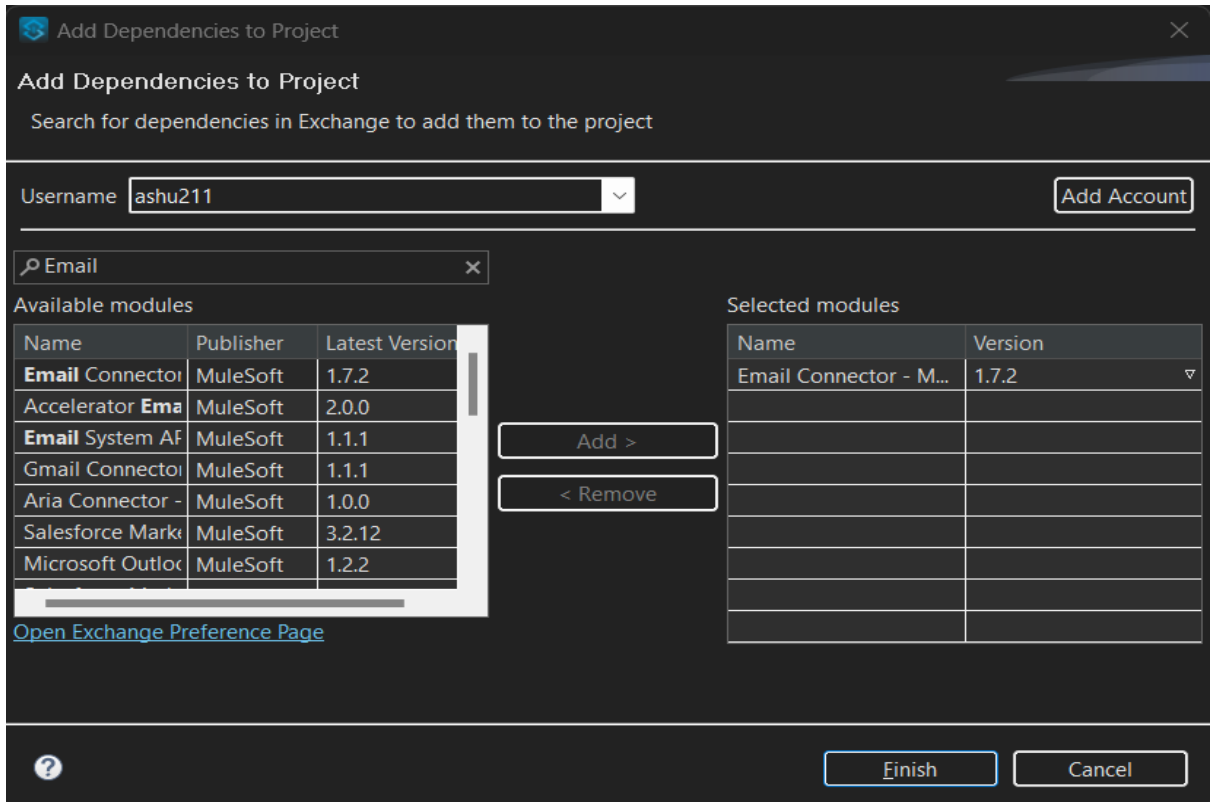 Add Dependencies to Project
Add Dependencies to Project
Search for dependencies in Exchange to add them to the project
Username ashu211 Add Account
Email
Available modules
Name Publisher Latest Version
Email Connector MuleSoft 1.7.2
Accelerator Ema MuleSoft 2.0.0
Email System AP MuleSoft 1.1.1
Gmail Connector MuleSoft 1.1.1
Aria Connector - MuleSoft 1.0.0
Salesforce Marke MuleSoft 3.2.12
Microsoft Outloo MuleSoft 1.2.2
Open Exchange Preference Page
Add >
< Remove
Selected modules
Name Version
Email Connector - M... 1.7.2
Finish Cancel